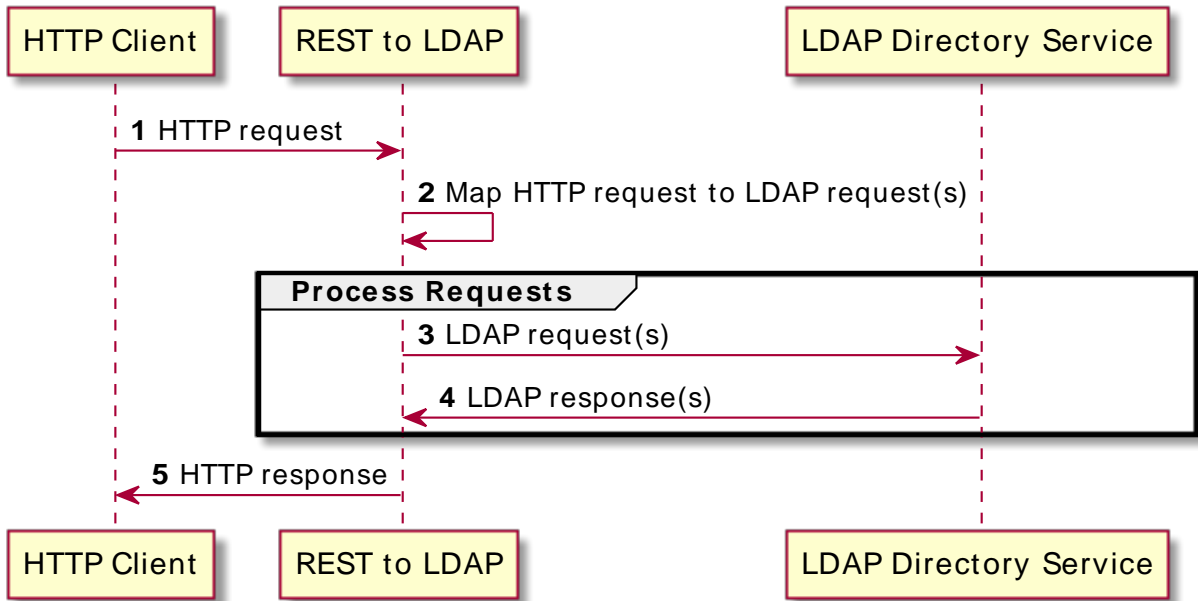 HTTP Client
REST to LDAP
LDAP Directory Service
1 HTTP request
2 Map HTTP request to LDAP request(s)
Process Requests
3 LDAP request(s)
4 LDAP response(s)
5 HTTP response
HTTP Client
REST to LDAP
LDAP Directory Service